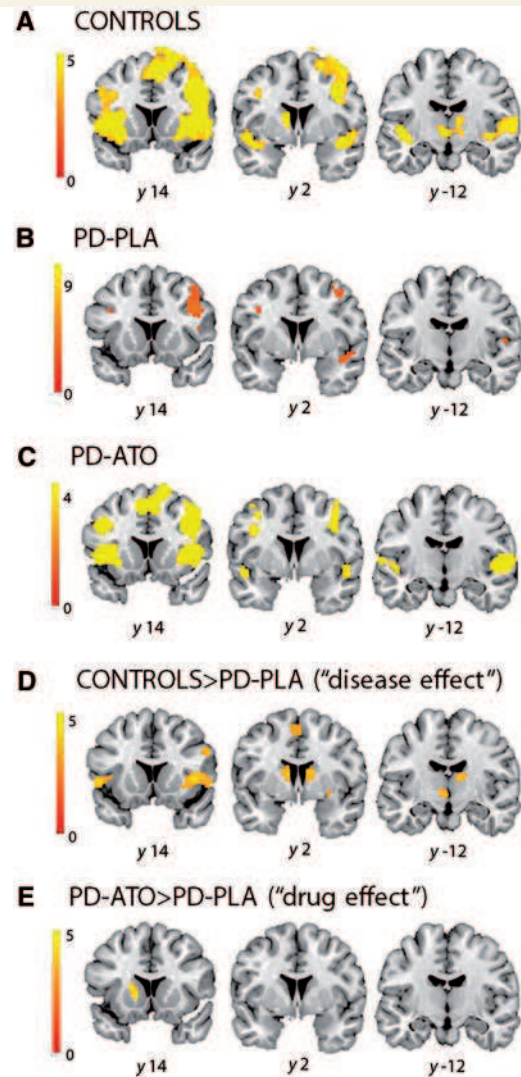 A CONTROLS
5
0
y 14 y 2 y -12
B PD-PLA
9
0
y 14 y 2 y -12
C PD-ATO
4
0
y 14 y 2 y -12
D CONTROLS>PD-PLA ("disease effect")
5
0
y 14 y 2 y -12
E PD-ATO>PD-PLA ("drug effect")
5
0
y 14 y 2 y -12